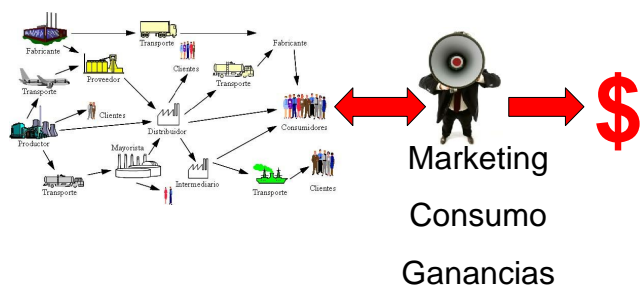 Fabricante
Transporte
Fabricante
Clientes
Proveedor
Transporte
Transporte
Clientes
Distribuidor
Consumidores
Productor
Mayorista
Intermediario
Transporte
Transporte
Clientes
$
Marketing
Consumo
Ganancias